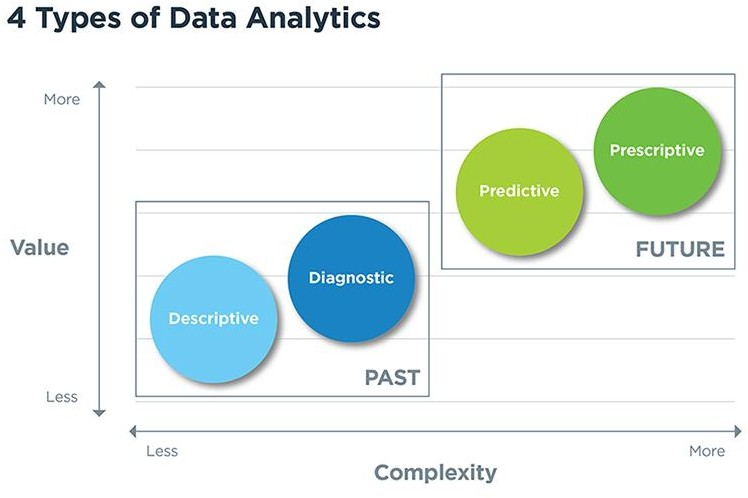 4 Types of Data Analytics
More
Prescriptive
Predictive
Value
FUTURE
Diagnostic
Descriptive
PAST
Less
Less
More
Complexity